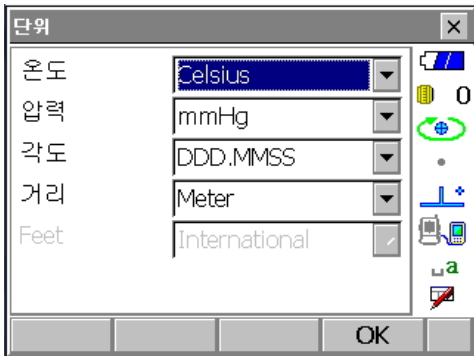 단위
온도 Celsius
압력 mmHg
각도 DDD.MMSS
거리 Meter
Feet International
0
a
OK